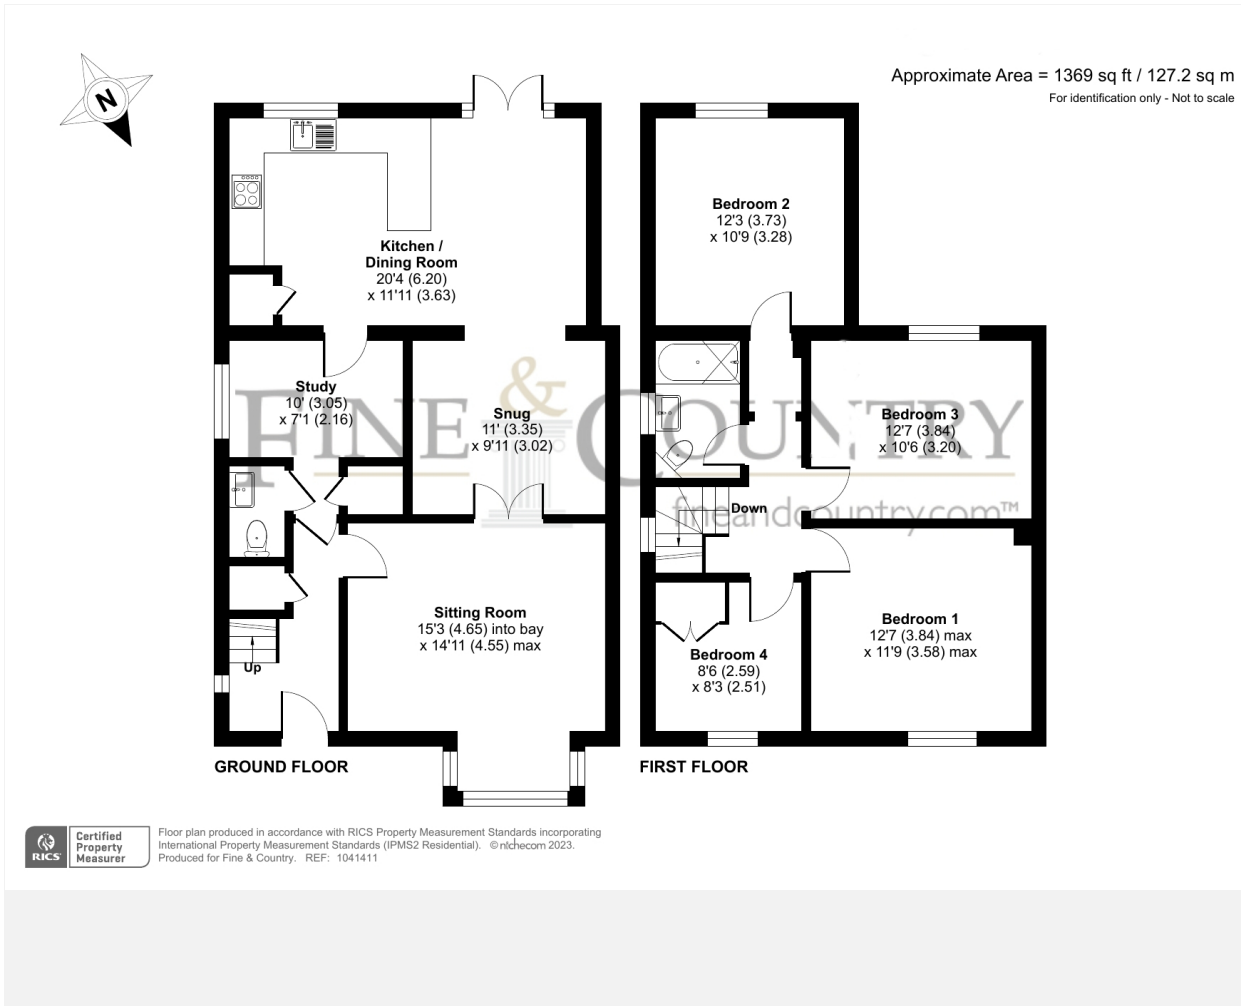 N
Approximate Area = 1369 sq ft / 127.2 sq m
For identification only - Not to scale
Kitchen /
Dining Room
20'4 (6.20)
x 11'11 (3.63)
Bedroom 2
12'3 (3.73)
x 10'9 (3.28)
Study
10' (3.05)
x 7'1 (2.16)
Snug
11' (3.35)
x 9'11 (3.02)
Bedroom 3
12'7 (3.84)
x 10'6 (3.20)
FINE & COUNTRY
fineandcountry.com™
Down
Sitting Room
15'3 (4.65) into bay
x 14'11 (4.55) max
Up
Bedroom 1
12'7 (3.84) max
x 11'9 (3.58) max
Bedroom 4
8'6 (2.59)
x 8'3 (2.51)
GROUND FLOOR
FIRST FLOOR
RICS
Certified
Property
Measurer
Floor plan produced in accordance with RICS Property Measurement Standards incorporating
International Property Measurement Standards (IPMS2 Residential). © nichecom 2023.
Produced for Fine & Country. REF: 1041411